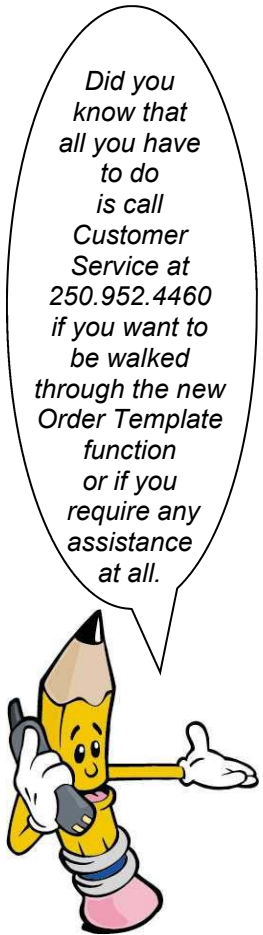 Did you
know that
all you have
to do
is call
Customer
Service at
250.952.4460
if you want to
be walked
through the new
Order Template
function
or if you
require any
assistance
at all.